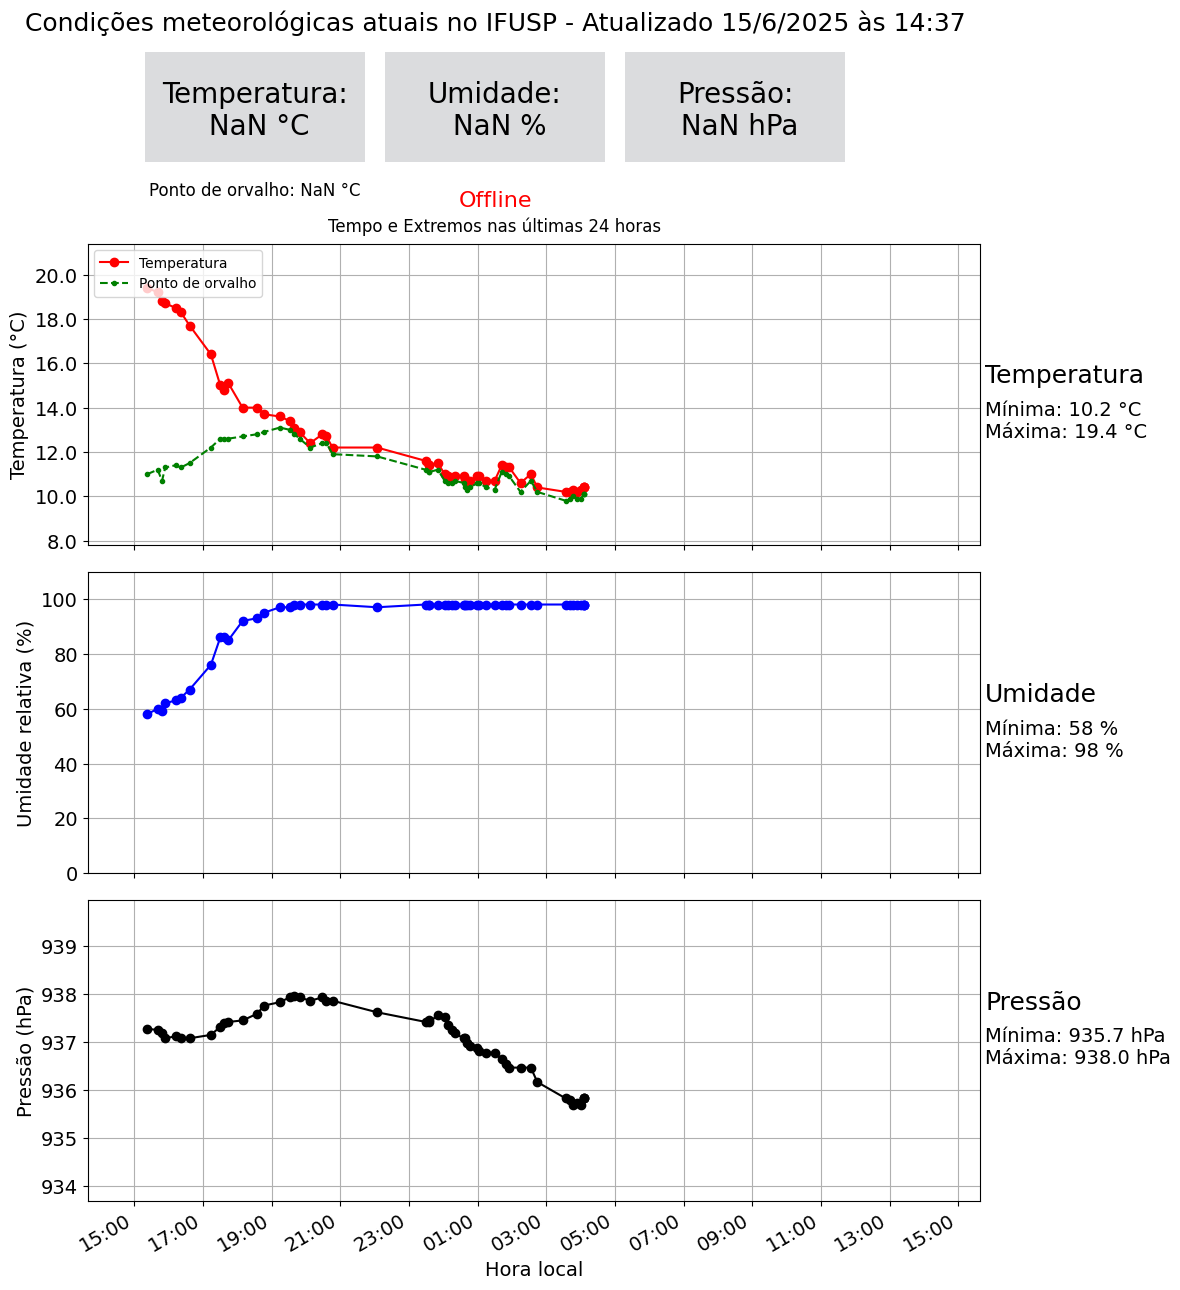 Condições meteorológicas atuais no IFUSP - Atualizado 15/6/2025 às 14:37
Temperatura:
NaN °C
Umidade:
NaN %
Pressão:
NaN hPa
Ponto de orvalho: NaN °C
Offline
Tempo e Extremos nas últimas 24 horas
Temperatura
Ponto de orvalho
Temperatura (°C)
20.0
18.0
16.0
14.0
12.0
10.0
8.0
Temperatura
Mínima: 10.2 °C
Máxima: 19.4 °C
Umidade relativa (%)
100
80
60
40
20
0
Umidade
Mínima: 58 %
Máxima: 98 %
Pressão (hPa)
939
938
937
936
935
934
Pressão
Mínima: 935.7 hPa
Máxima: 938.0 hPa
15:00 17:00 19:00 21:00 23:00 01:00 03:00 05:00 07:00 09:00 11:00 13:00 15:00
Hora local